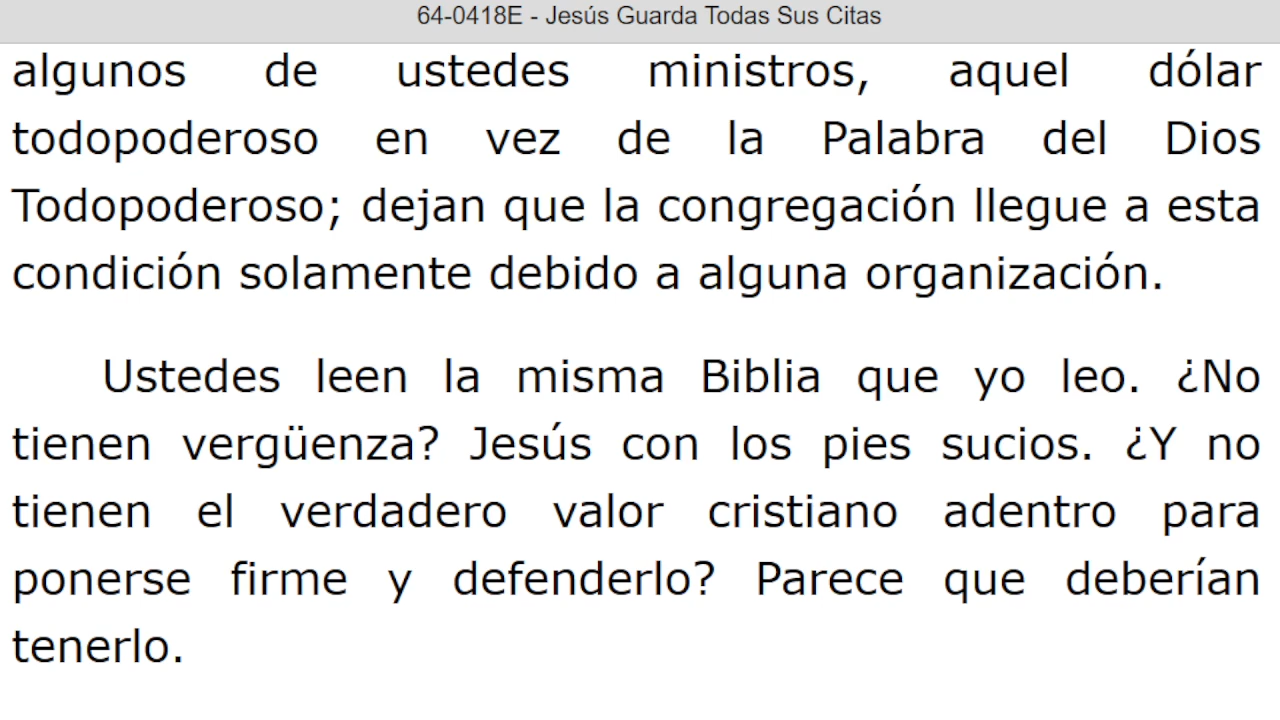 64-0418E - Jesús Guarda Todas Sus Citas
algunos de ustedes ministros, aquel dólar
todopoderoso en vez de la Palabra del Dios
Todopoderoso; dejan que la congregación llegue a esta
condición solamente debido a alguna organización.
Ustedes leen la misma Biblia que yo leo. ¿No
tienen vergüenza? Jesús con los pies sucios. ¿Y no
tienen el verdadero valor cristiano adentro para
ponerse firme y defenderlo? Parece que deberían
tenerlo.